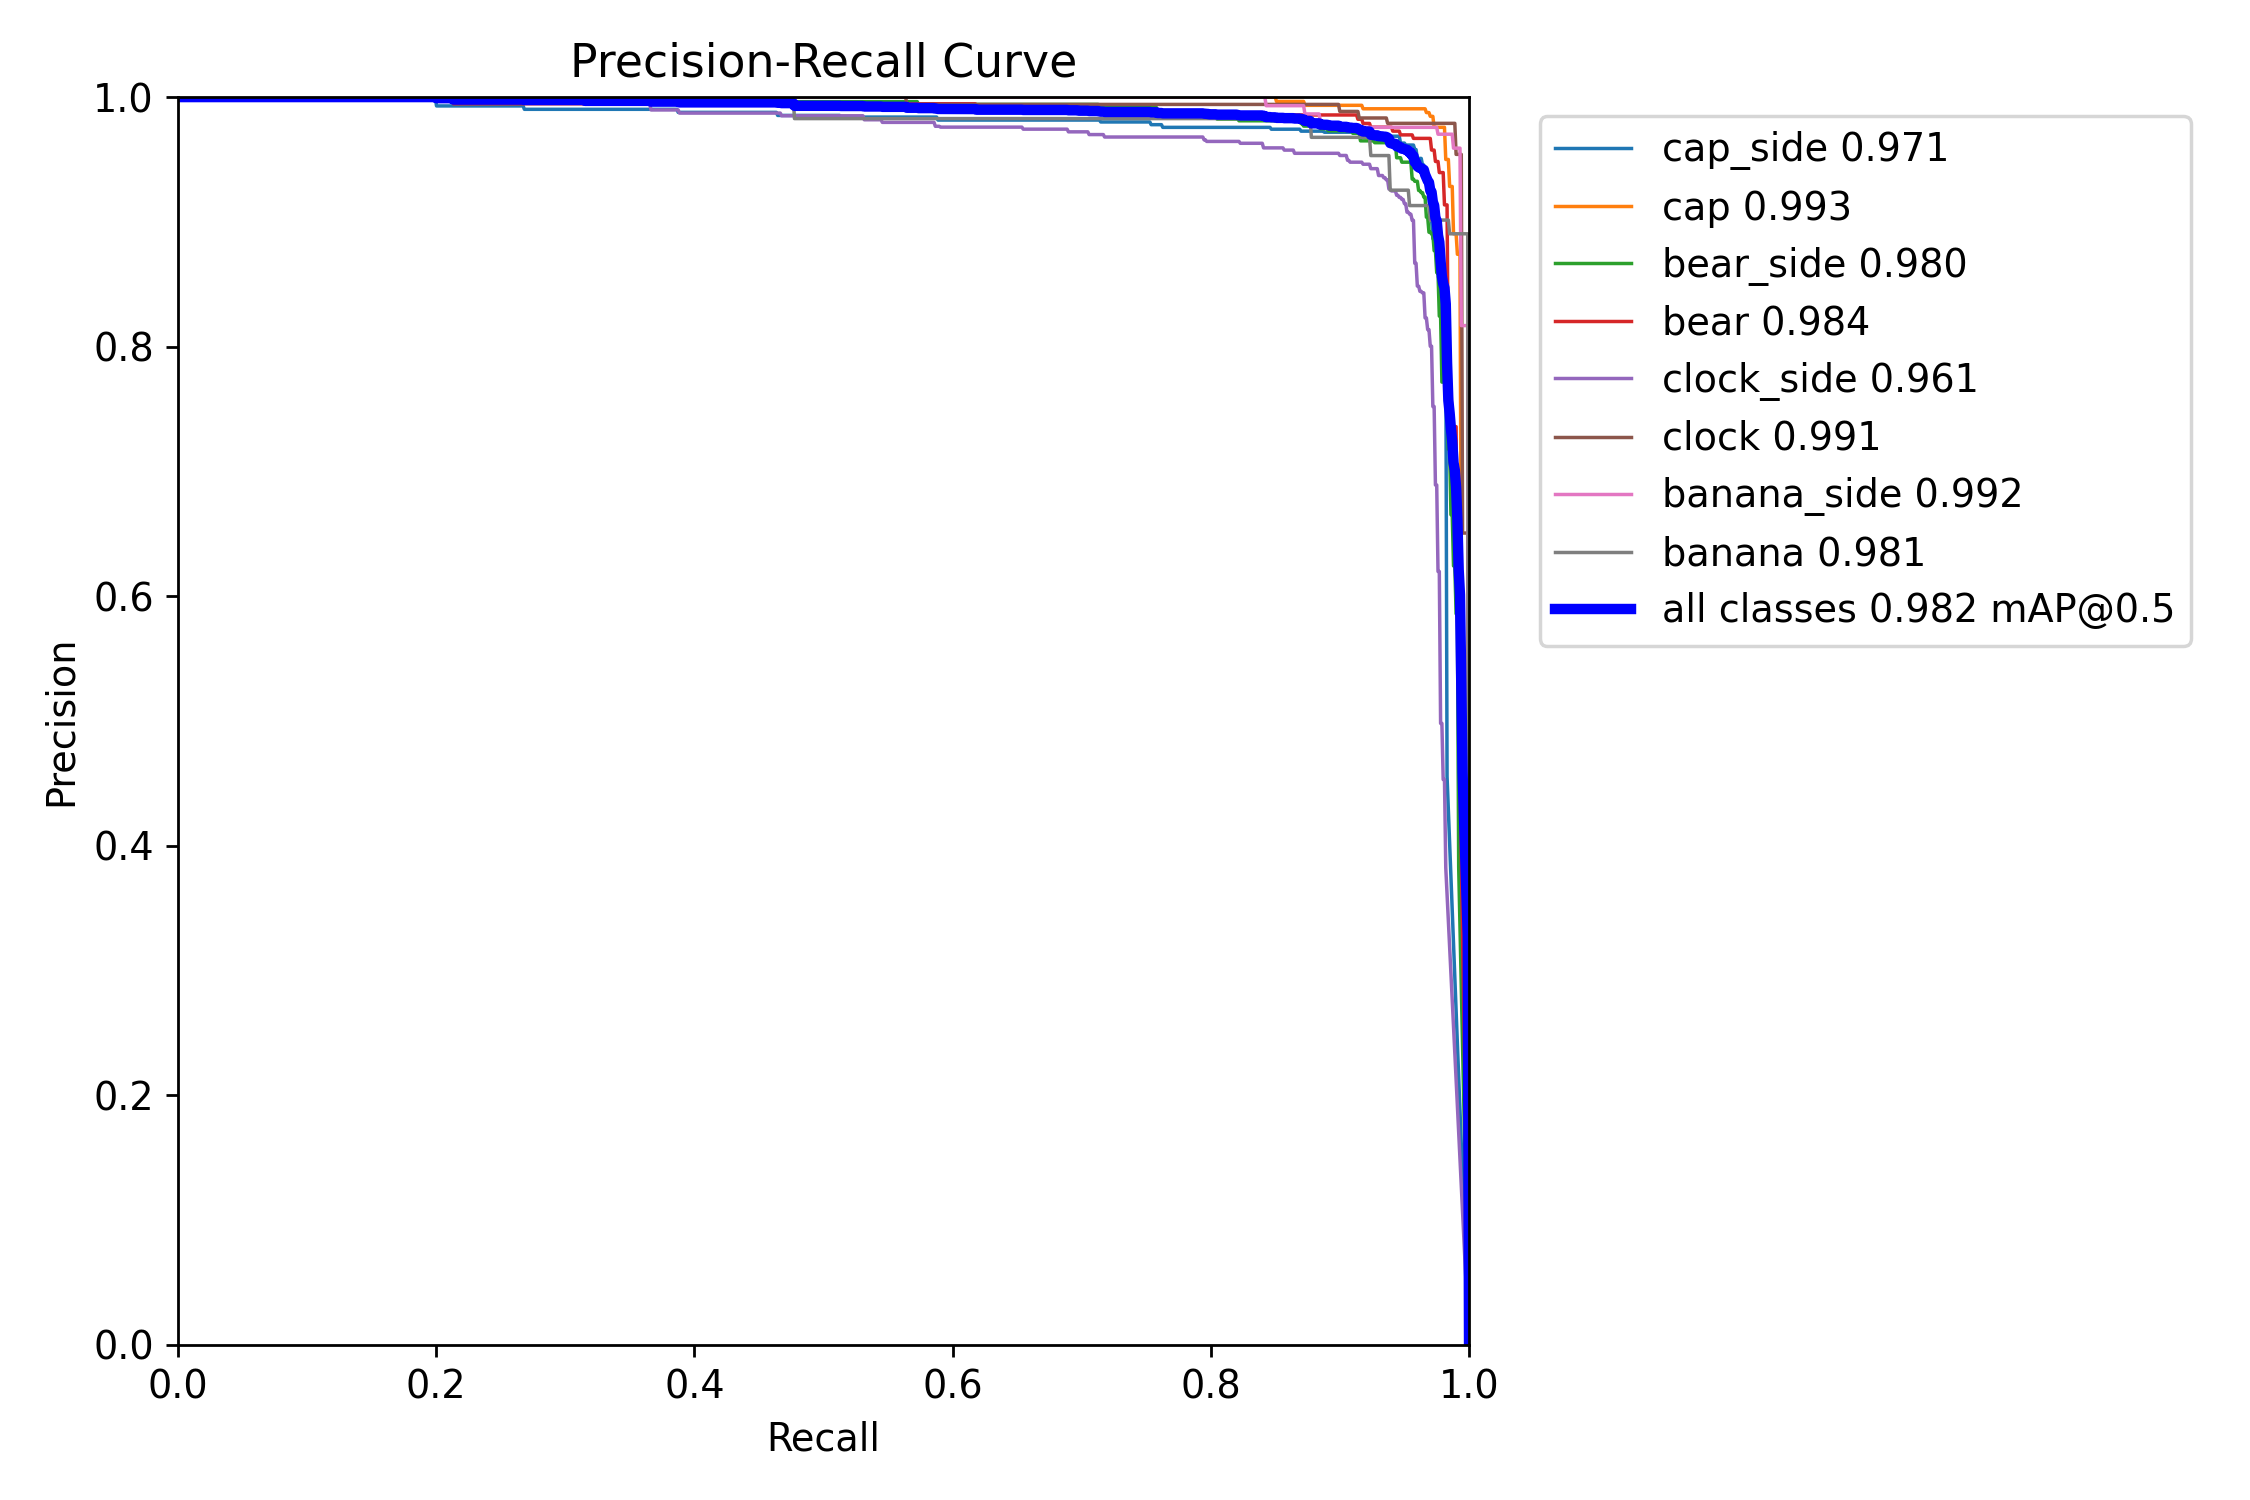 Precision-Recall Curve
1.0
0.8
0.6
0.4
0.2
0.0
Precision
0.0 0.2 0.4 0.6 0.8 1.0
Recall
cap_side 0.971
cap 0.993
bear_side 0.980
bear 0.984
clock_side 0.961
clock 0.991
banana_side 0.992
banana 0.981
all classes 0.982 mAP@0.5